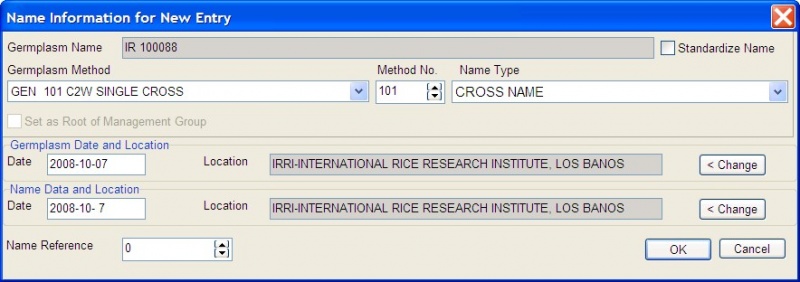 Name Information for New Entry
Germplasm Name IR 100088 Standardize Name
Germplasm Method Method No. Name Type
GEN 101 C2W SINGLE CROSS 101 CROSS NAME
Set as Root of Management Group
Germplasm Date and Location
Date 2008-10-07 Location IRRI-INTERNATIONAL RICE RESEARCH INSTITUTE, LOS BANOS < Change
Name Data and Location
Date 2008-10- 7 Location IRRI-INTERNATIONAL RICE RESEARCH INSTITUTE, LOS BANOS < Change
Name Reference 0 OK Cancel